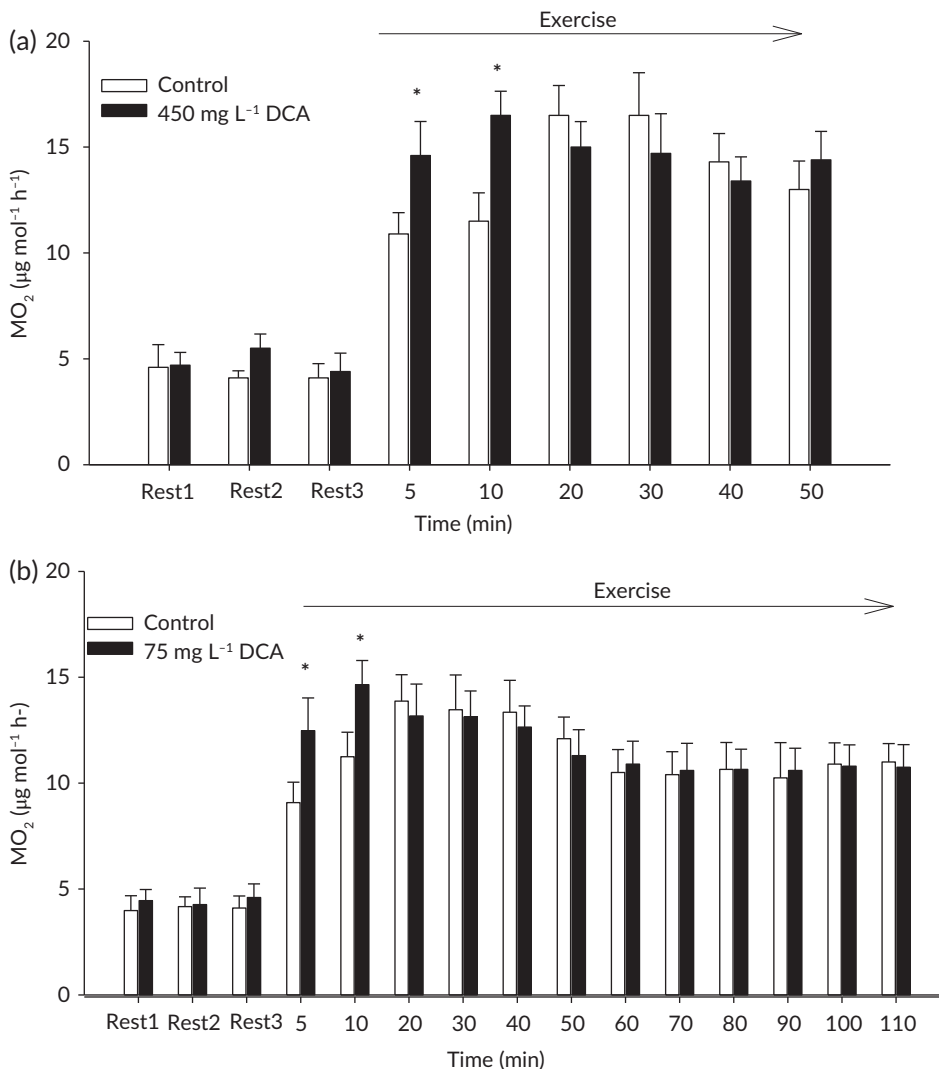 (a)
Exercise
Control
450 mg L⁻¹ DCA
* *
MO₂ (µg mol⁻¹ h⁻¹)
20
15
10
5
0
Rest1 Rest2 Rest3 5 10 20 30 40 50
Time (min)
(b)
Exercise
Control
75 mg L⁻¹ DCA
* *
MO₂ (µg mol⁻¹ h-)
20
15
10
5
0
Rest1 Rest2 Rest3 5 10 20 30 40 50 60 70 80 90 100 110
Time (min)